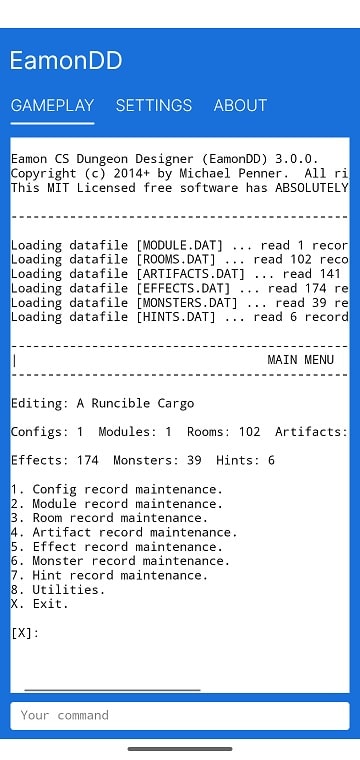 EamonDD
GAMEPLAY SETTINGS ABOUT
Eamon CS Dungeon Designer (EamonDD) 3.0.0.
Copyright (c) 2014+ by Michael Penner.  All ri
This MIT Licensed free software has ABSOLUTELY
------------------------------------------------
Loading datafile [MODULE.DAT] ... read 1 recor
Loading datafile [ROOMS.DAT] ... read 102 reco
Loading datafile [ARTIFACTS.DAT] ... read 141
Loading datafile [EFFECTS.DAT] ... read 174 re
Loading datafile [MONSTERS.DAT] ... read 39 re
Loading datafile [HINTS.DAT] ... read 6 record
------------------------------------------------
| MAIN MENU
------------------------------------------------
Editing: A Runcible Cargo
Configs: 1  Modules: 1  Rooms: 102  Artifacts:
Effects: 174  Monsters: 39  Hints: 6
1. Config record maintenance.
2. Module record maintenance.
3. Room record maintenance.
4. Artifact record maintenance.
5. Effect record maintenance.
6. Monster record maintenance.
7. Hint record maintenance.
8. Utilities.
X. Exit.
[X]:
Your command